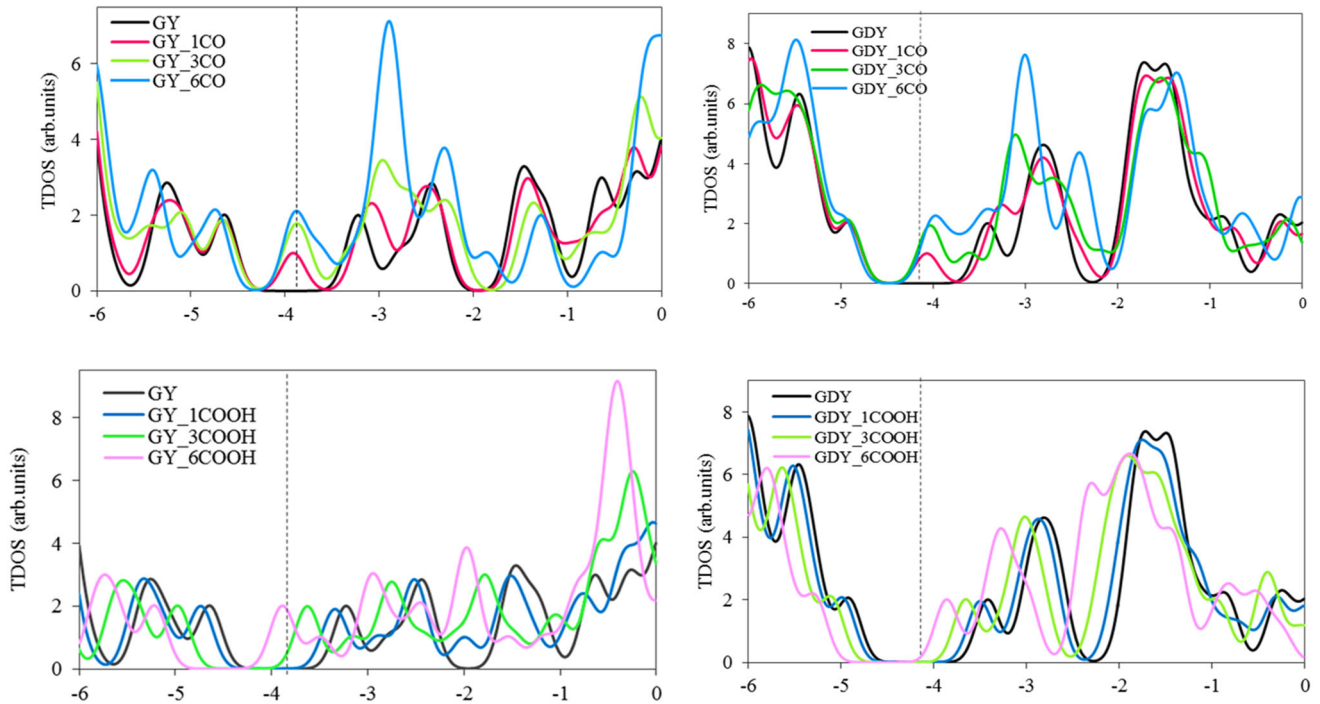 GY
GY_1CO
GY_3CO
GY_6CO
TDOS (arb.units)
6
4
2
0
-6 -5 -4 -3 -2 -1 0
GDY
GDY_1CO
GDY_3CO
GDY_6CO
TDOS (arb.units)
8
6
4
2
0
-6 -5 -4 -3 -2 -1 0
GY
GY_1COOH
GY_3COOH
GY_6COOH
TDOS (arb.units)
8
6
4
2
0
-6 -5 -4 -3 -2 -1 0
GDY
GDY_1COOH
GDY_3COOH
GDY_6COOH
TDOS (arb.units)
8
6
4
2
0
-6 -5 -4 -3 -2 -1 0